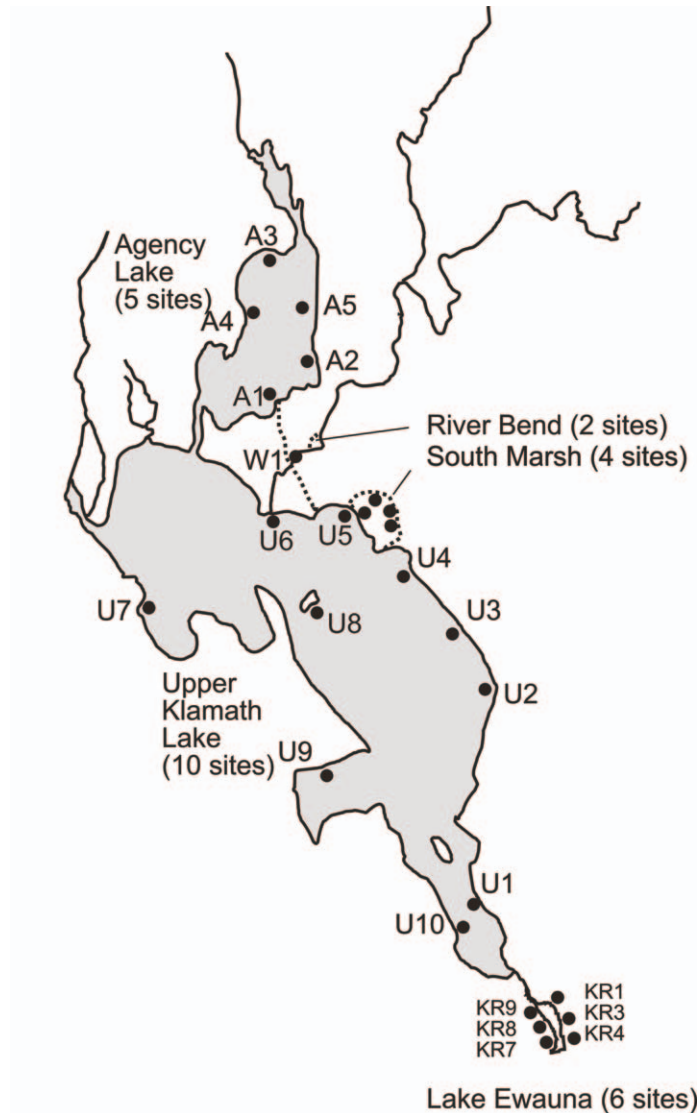 A3
Agency
Lake
(5 sites)
A4
A5
A2
A1
River Bend (2 sites)
South Marsh (4 sites)
W1
U6
U5
U4
U7
U8
U3
U2
Upper
Klamath
Lake
(10 sites)
U9
U1
U10
KR9
KR8
KR7
KR1
KR3
KR4
Lake Ewauna (6 sites)